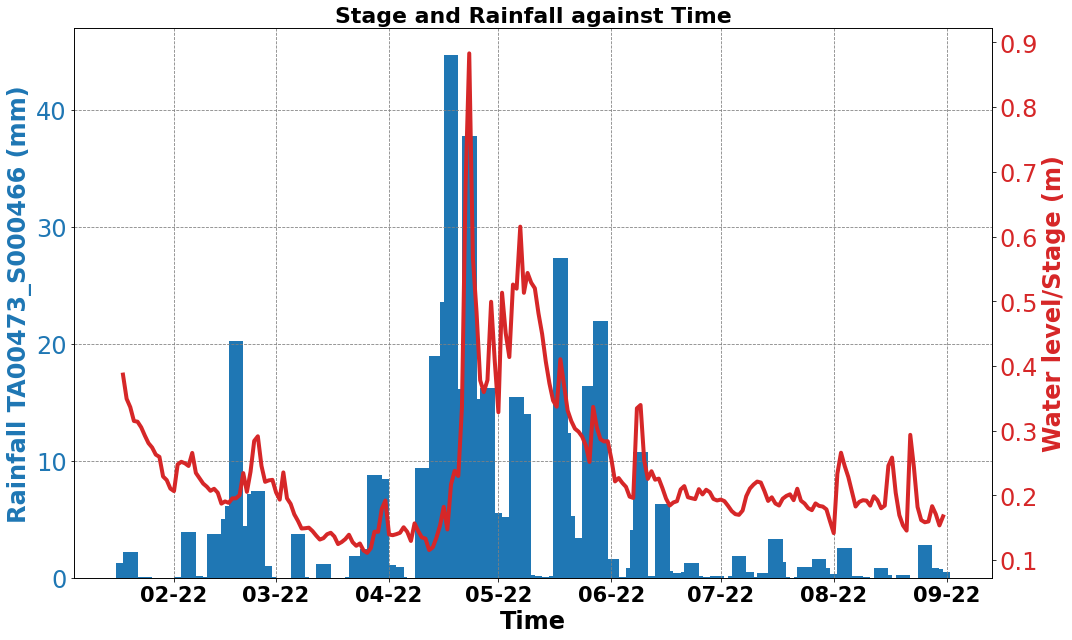 Stage and Rainfall against Time
Rainfall TA00473_S000466 (mm)
40
30
20
10
0
0.9
0.8
0.7
0.6
0.5
0.4
0.3
0.2
0.1
Water level/Stage (m)
02-22 03-22 04-22 05-22 06-22 07-22 08-22 09-22
Time